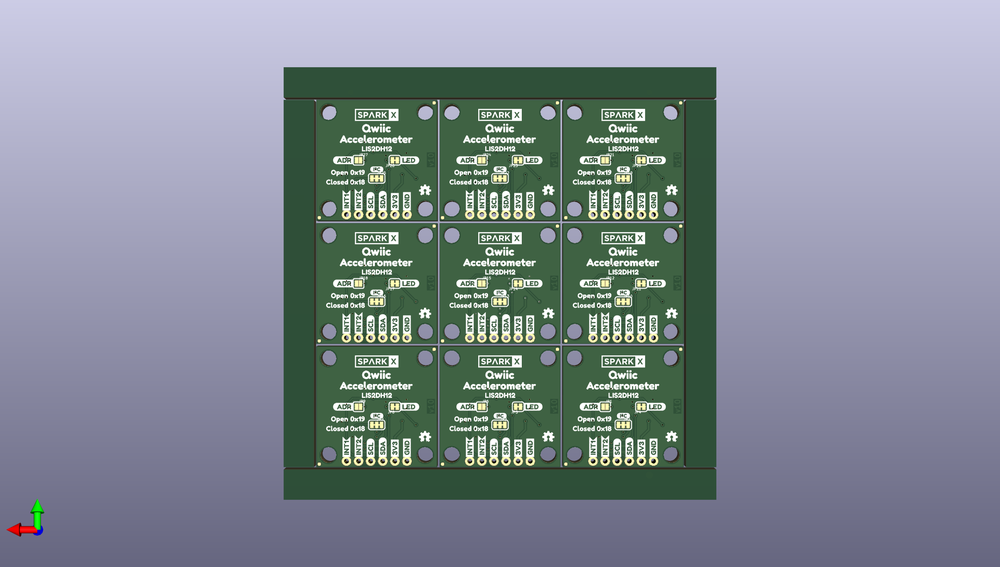 SPARK X
Qwiic
Accelerometer
LIS2DH12
ADR LED
I²C
Open 0x19
Closed 0x18
INT1 INT2 SCL SDA 3V3 GND
SPARK X
Qwiic
Accelerometer
LIS2DH12
ADR LED
I²C
Open 0x19
Closed 0x18
INT1 INT2 SCL SDA 3V3 GND
SPARK X
Qwiic
Accelerometer
LIS2DH12
ADR LED
I²C
Open 0x19
Closed 0x18
INT1 INT2 SCL SDA 3V3 GND
SPARK X
Qwiic
Accelerometer
LIS2DH12
ADR LED
I²C
Open 0x19
Closed 0x18
INT1 INT2 SCL SDA 3V3 GND
SPARK X
Qwiic
Accelerometer
LIS2DH12
ADR LED
I²C
Open 0x19
Closed 0x18
INT1 INT2 SCL SDA 3V3 GND
SPARK X
Qwiic
Accelerometer
LIS2DH12
ADR LED
I²C
Open 0x19
Closed 0x18
INT1 INT2 SCL SDA 3V3 GND
SPARK X
Qwiic
Accelerometer
LIS2DH12
ADR LED
I²C
Open 0x19
Closed 0x18
INT1 INT2 SCL SDA 3V3 GND
SPARK X
Qwiic
Accelerometer
LIS2DH12
ADR LED
I²C
Open 0x19
Closed 0x18
INT1 INT2 SCL SDA 3V3 GND
SPARK X
Qwiic
Accelerometer
LIS2DH12
ADR LED
I²C
Open 0x19
Closed 0x18
INT1 INT2 SCL SDA 3V3 GND